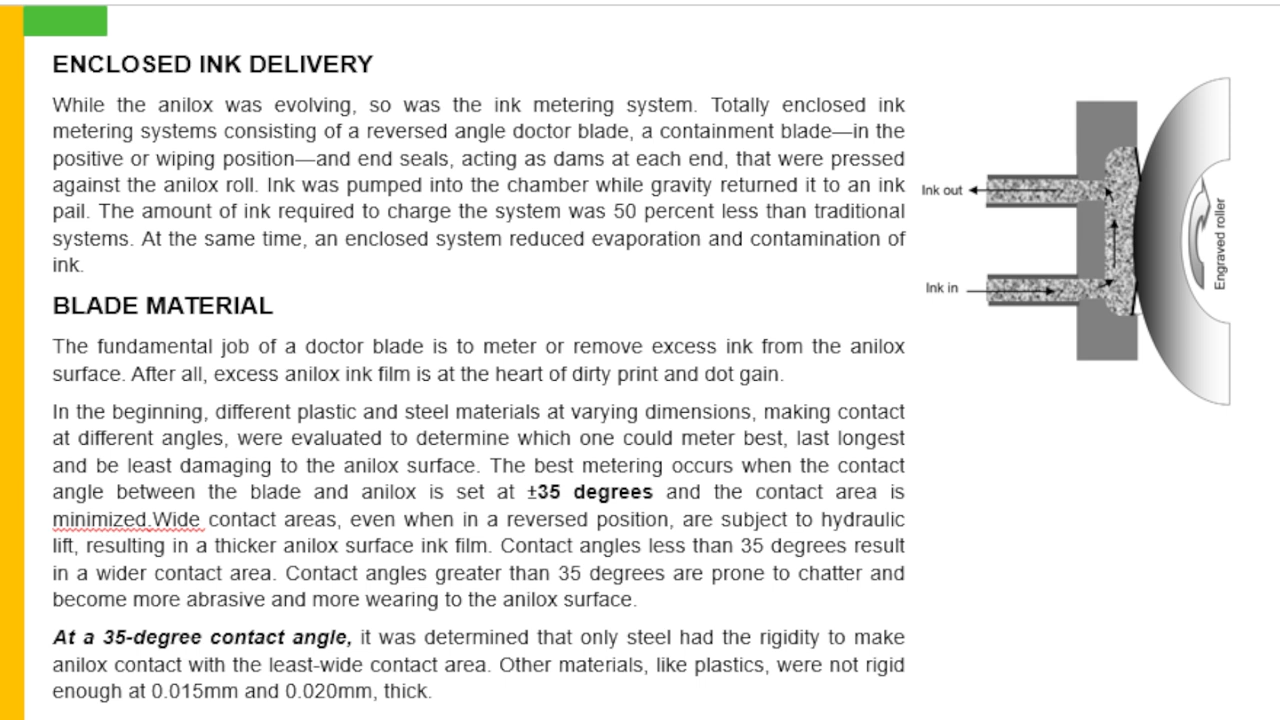 ENCLOSED INK DELIVERY
While the anilox was evolving, so was the ink metering system. Totally enclosed ink
metering systems consisting of a reversed angle doctor blade, a containment blade—in the
positive or wiping position—and end seals, acting as dams at each end, that were pressed
against the anilox roll. Ink was pumped into the chamber while gravity returned it to an ink
pail. The amount of ink required to charge the system was 50 percent less than traditional
systems. At the same time, an enclosed system reduced evaporation and contamination of
ink.
BLADE MATERIAL
The fundamental job of a doctor blade is to meter or remove excess ink from the anilox
surface. After all, excess anilox ink film is at the heart of dirty print and dot gain.
In the beginning, different plastic and steel materials at varying dimensions, making contact
at different angles, were evaluated to determine which one could meter best, last longest
and be least damaging to the anilox surface. The best metering occurs when the contact
angle between the blade and anilox is set at ±35 degrees and the contact area is
minimized.Wide contact areas, even when in a reversed position, are subject to hydraulic
lift, resulting in a thicker anilox surface ink film. Contact angles less than 35 degrees result
in a wider contact area. Contact angles greater than 35 degrees are prone to chatter and
become more abrasive and more wearing to the anilox surface.
At a 35-degree contact angle, it was determined that only steel had the rigidity to make
anilox contact with the least-wide contact area. Other materials, like plastics, were not rigid
enough at 0.015mm and 0.020mm, thick.
Ink out
Ink in
Engraved roller